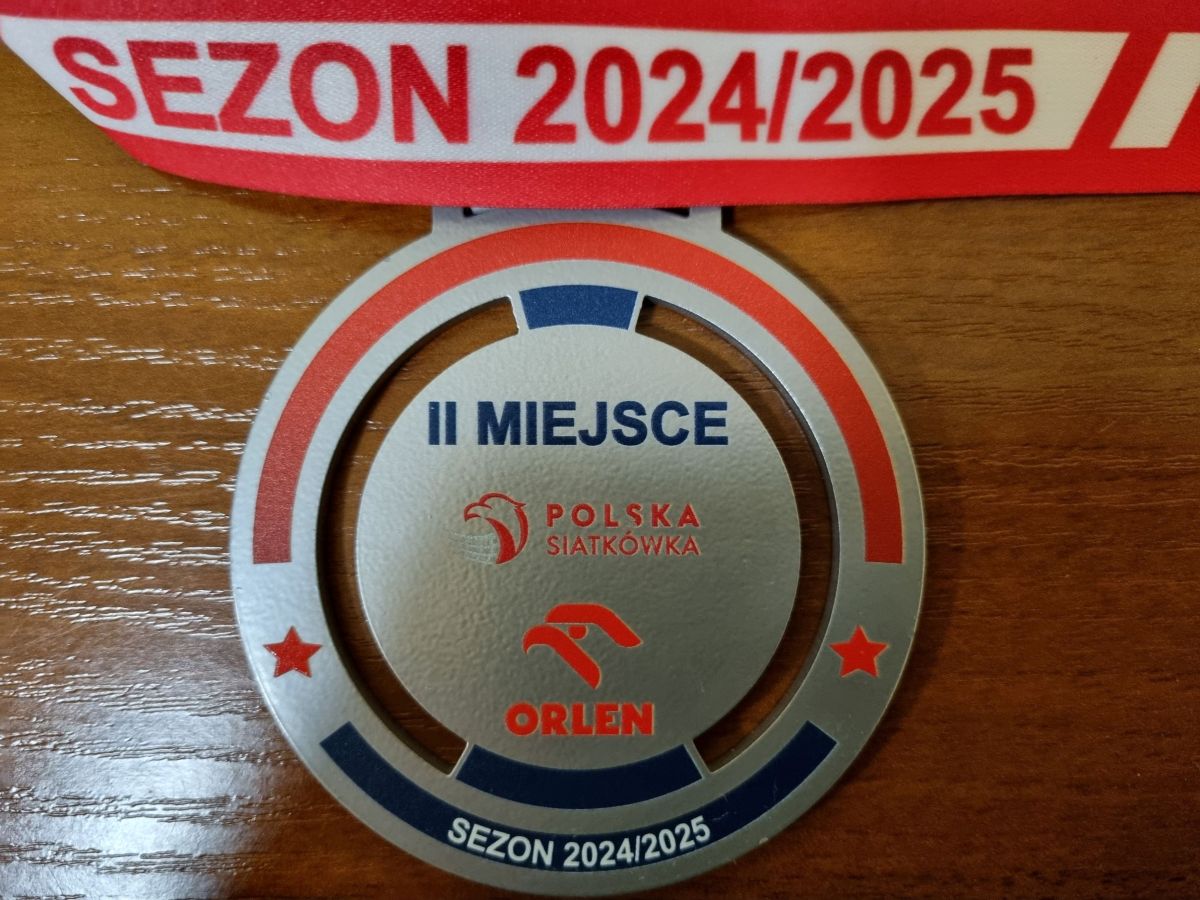 SEZON 2024/2025
II MIEJSCE
POLSKA
SIATKÓWKA
ORLEN
SEZON 2024/2025